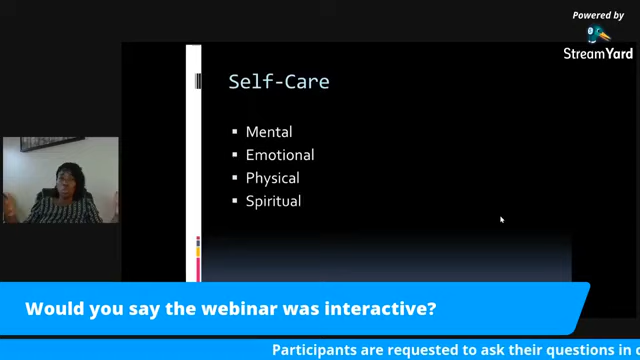 Powered by
StreamYard
Self-Care
▪ Mental
▪ Emotional
▪ Physical
▪ Spiritual
Would you say the webinar was interactive?
Participants are requested to ask their questions in